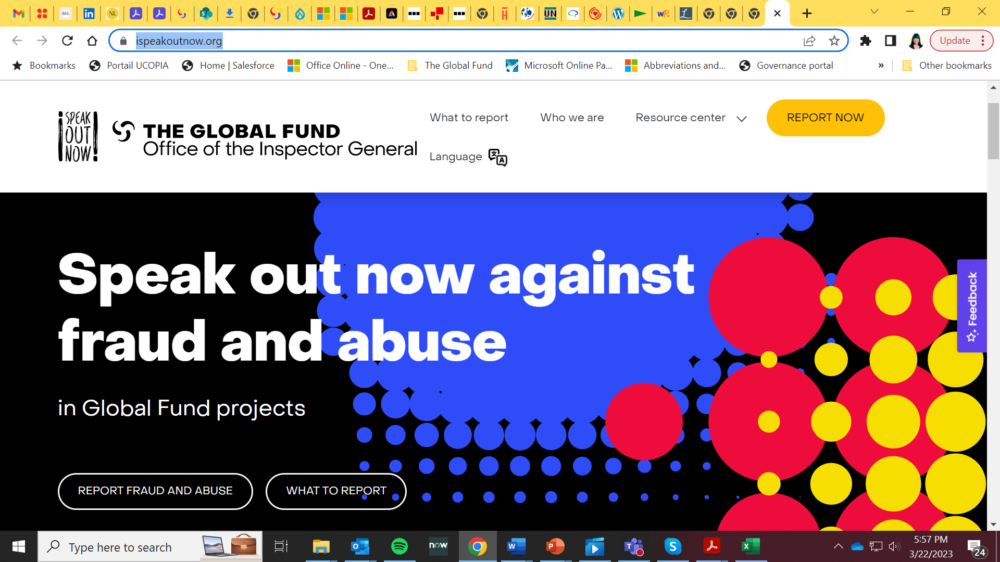 ispeakoutnow.org
Update
Bookmarks
Portail UCOPIA
Home | Salesforce
Office Online - One...
The Global Fund
Microsoft Online Pa...
Abbreviations and...
Governance portal
»
Other bookmarks
¡SPEAK OUT NOW!
THE GLOBAL FUND
Office of the Inspector General
What to report
Who we are
Resource center
REPORT NOW
Language
Speak out now against
fraud and abuse
in Global Fund projects
REPORT FRAUD AND ABUSE
WHAT TO REPORT
Feedback
Type here to search
now
5:57 PM
3/22/2023
24